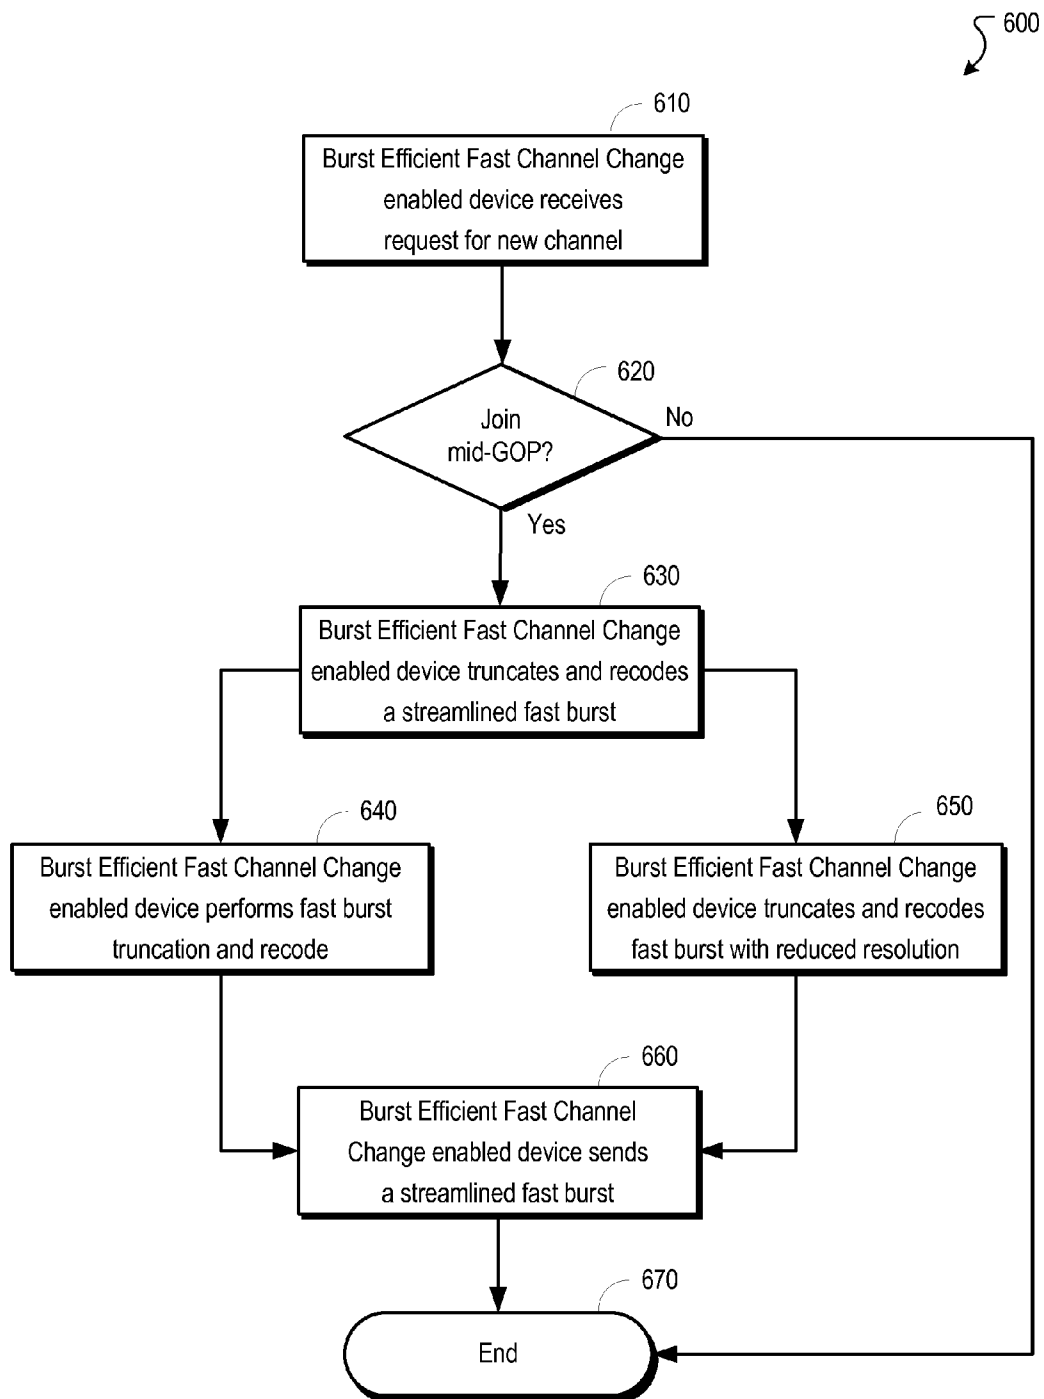 600
610
Burst Efficient Fast Channel Change
enabled device receives
request for new channel
620
Join
mid-GOP?
No
Yes
630
Burst Efficient Fast Channel Change
enabled device truncates and recodes
a streamlined fast burst
640
Burst Efficient Fast Channel Change
enabled device performs fast burst
truncation and recode
650
Burst Efficient Fast Channel Change
enabled device truncates and recodes
fast burst with reduced resolution
660
Burst Efficient Fast Channel
Change enabled device sends
a streamlined fast burst
670
End